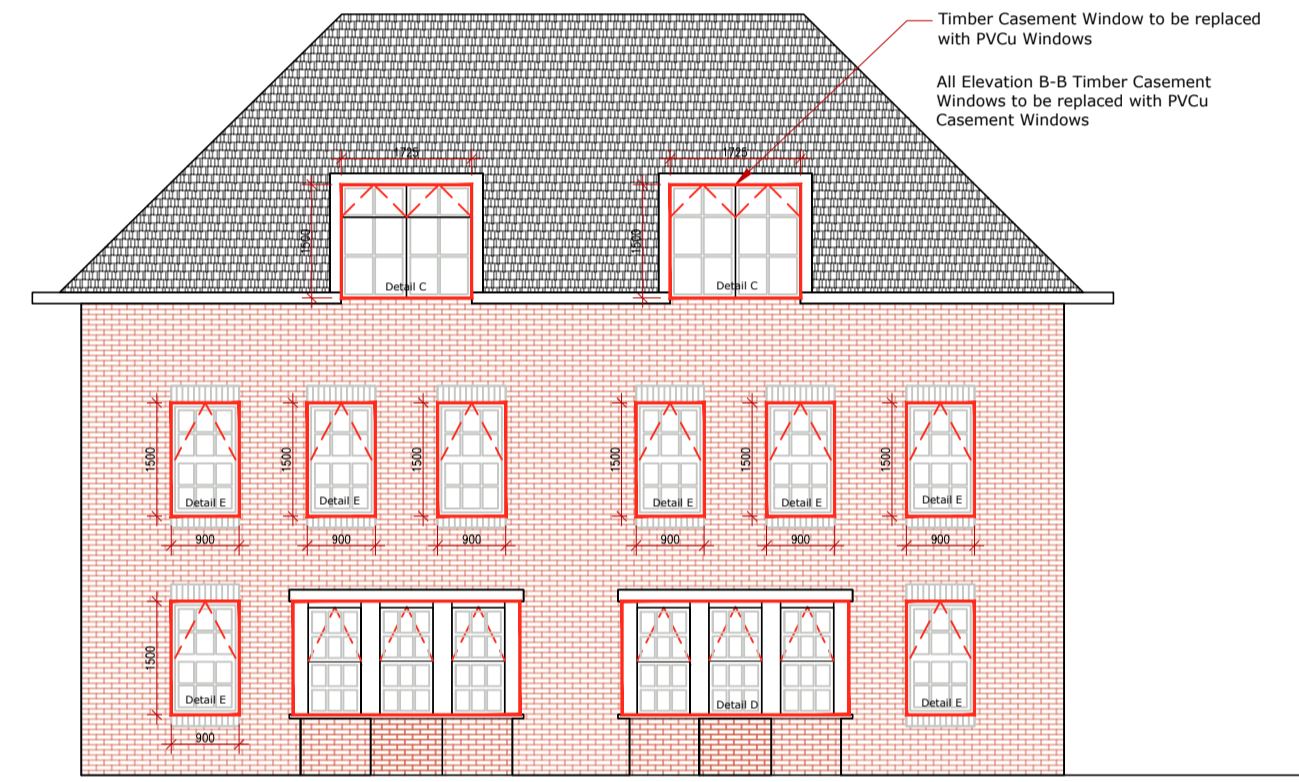 Timber Casement Window to be replaced
with PVCu Windows
All Elevation B-B Timber Casement
Windows to be replaced with PVCu
Casement Windows
1725
1725
1500
1500
Detail C
Detail C
1500
1500
1500
1500
1500
1500
Detail E
Detail E
Detail E
Detail E
Detail E
900
900
900
900
900
900
1500
Detail E
Detail D
Detail E
900